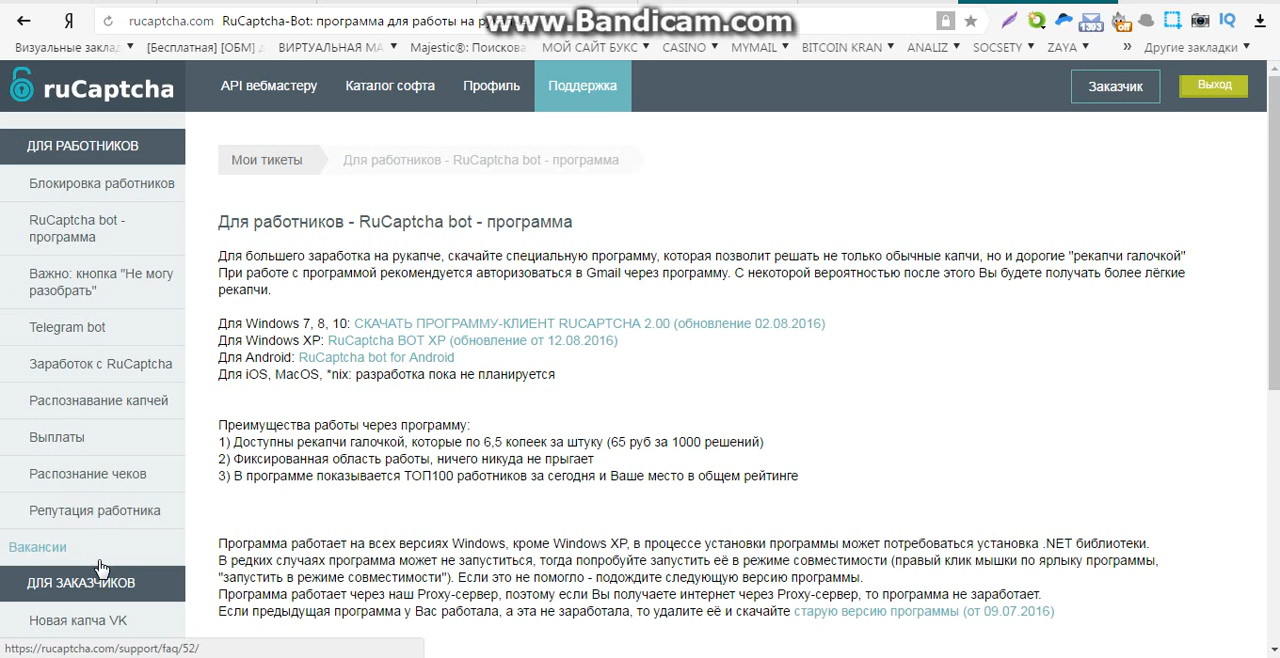 Я
rucaptcha.com RuCaptcha-Bot: программа для работы на
www.Bandicam.com
1393
off
IQ
Визуальные заклад
[Бесплатная] [ОБМ]
ВИРТУАЛЬНАЯ МА
Majestic®: Поискова
МОЙ САЙТ БУКС
CASINO
MYMAIL
BITCOIN KRAN
ANALIZ
SOCSETY
ZAYA
»
Другие закладки
ruCaptcha
API вебмастеру
Каталог софта
Профиль
Поддержка
Заказчик
Выход
ДЛЯ РАБОТНИКОВ
Блокировка работников
RuCaptcha bot -
программа
Важно: кнопка "Не могу
разобрать"
Telegram bot
Заработок с RuCaptcha
Распознавание капчей
Выплаты
Распознание чеков
Репутация работника
Вакансии
ДЛЯ ЗАКАЗЧИКОВ
Новая капча VK
https://rucaptcha.com/support/faq/52/
Мои тикеты
Для работников - RuCaptcha bot - программа
Для работников - RuCaptcha bot - программа
Для большего заработка на рукапче, скачайте специальную программу, которая позволит решать не только обычные капчи, но и дорогие "рекапчи галочкой"
При работе с программой рекомендуется авторизоваться в Gmail через программу. С некоторой вероятностью после этого Вы будете получать более лёгкие
рекапчи.
Для Windows 7, 8, 10: СКАЧАТЬ ПРОГРАММУ-КЛИЕНТ RUCAPTCHA 2.00 (обновление 02.08.2016)
Для Windows XP: RuCaptcha BOT XP (обновление от 12.08.2016)
Для Android: RuCaptcha bot for Android
Для iOS, MacOS, *nix: разработка пока не планируется
Преимущества работы через программу:
1) Доступны рекапчи галочкой, которые по 6,5 копеек за штуку (65 руб за 1000 решений)
2) Фиксированная область работы, ничего никуда не прыгает
3) В программе показывается ТОП100 работников за сегодня и Ваше место в общем рейтинге
Программа работает на всех версиях Windows, кроме Windows XP, в процессе установки программы может потребоваться установка .NET библиотеки.
В редких случаях программа может не запуститься, тогда попробуйте запустить её в режиме совместимости (правый клик мышки по ярлыку программы,
"запустить в режиме совместимости"). Если это не помогло - подождите следующую версию программы.
Программа работает через наш Proxy-сервер, поэтому если Вы получаете интернет через Proxy-сервер, то программа не заработает.
Если предыдущая программа у Вас работала, а эта не заработала, то удалите её и скачайте старую версию программы (от 09.07.2016)